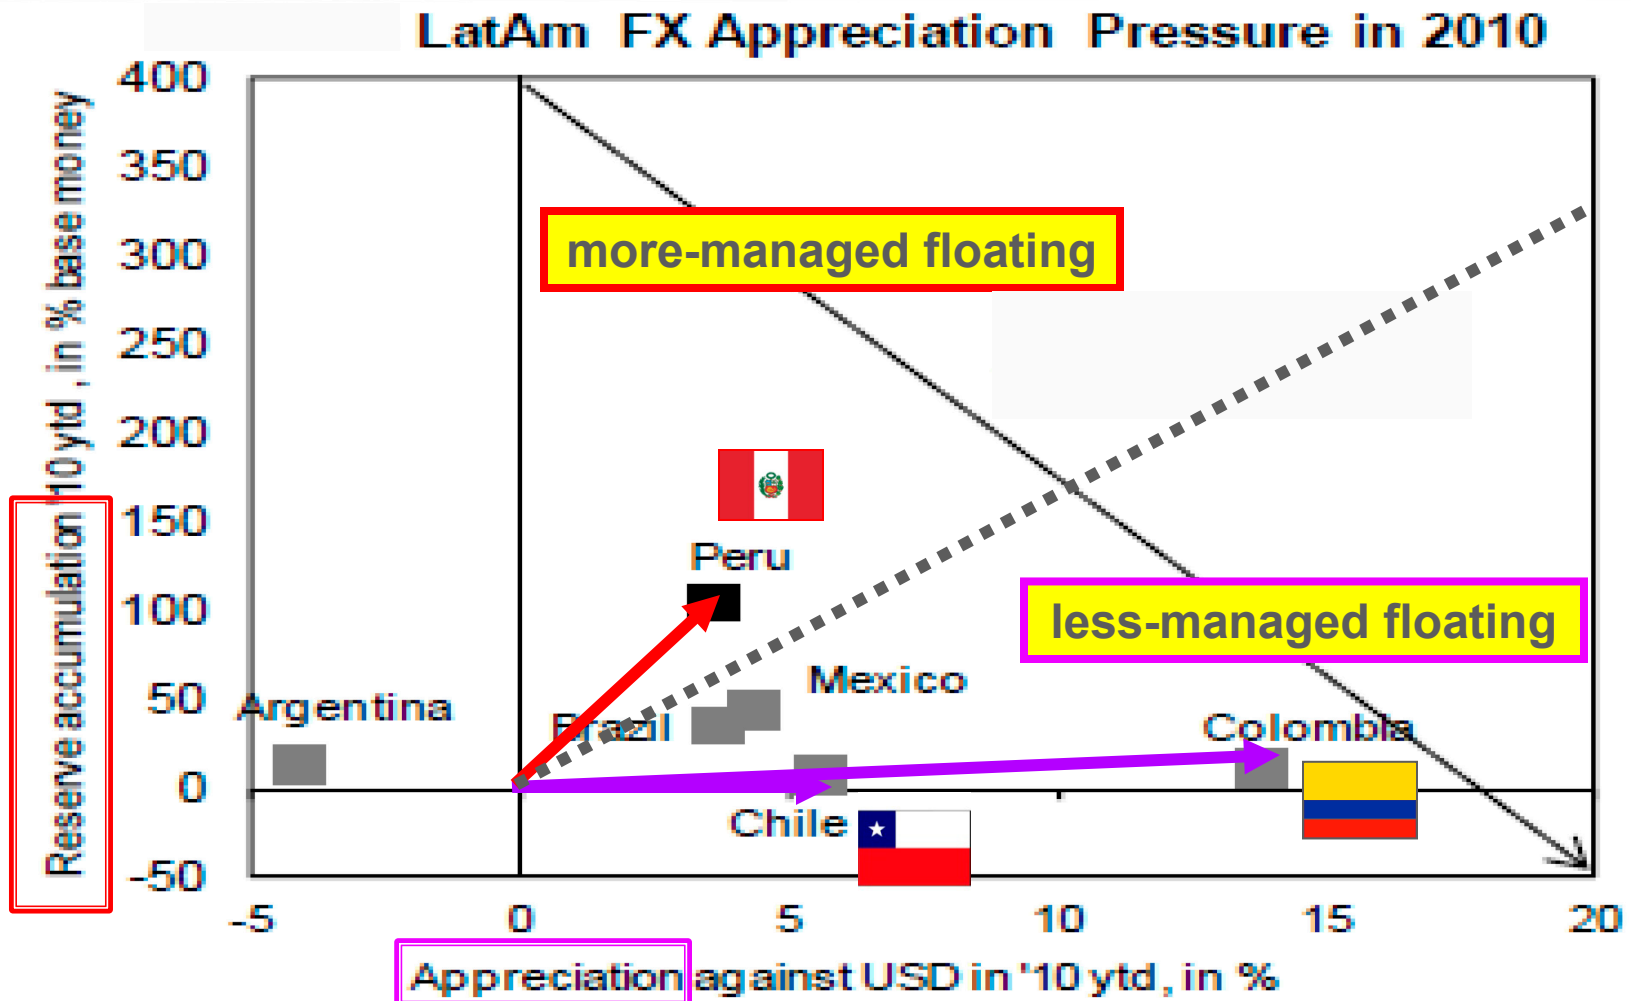 LatAm FX Appreciation Pressure in 2010
Reserve accumulation '10 ytd, in % base money
400
350
300
250
200
150
100
50
0
-50
more-managed floating
Peru
less-managed floating
Mexico
Argentina
Brazil
Colombia
Chile
-5 0 5 10 15 20
Appreciation against USD in '10 ytd, in %